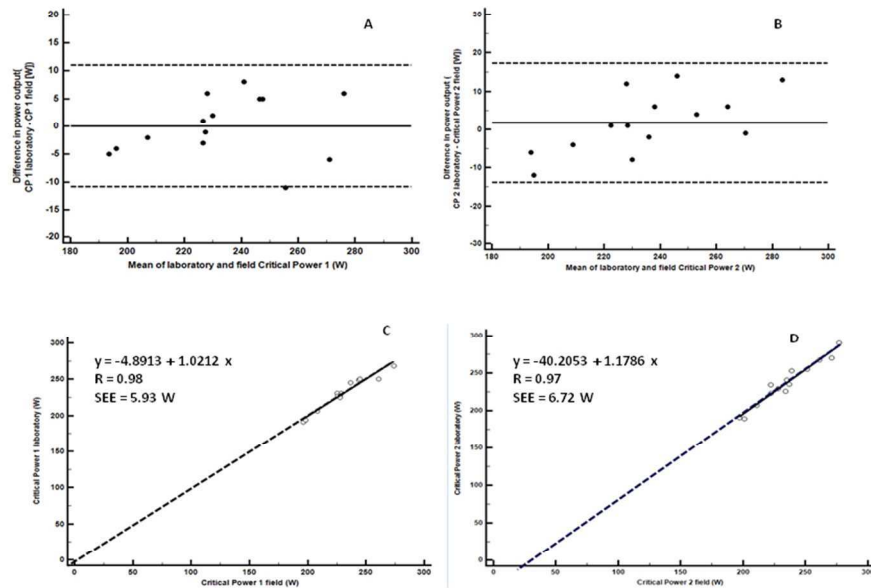 A
Difference in power output(
CP 1 laboratory - CP 1 field [W])
20
15
10
5
0
-5
-10
-15
-20
180
200
220
240
260
280
300
Mean of laboratory and field Critical Power 1 (W)
B
Difference in power output (
CP 2 laboratory - Critical Power 2 field [W])
30
20
10
0
-10
-20
-30
180
200
220
240
260
280
300
Mean of laboratory and field Critical Power 2 (W)
C
y = -4.8913 + 1.0212 x
R = 0.98
SEE = 5.93 W
Critical Power 1 laboratory (W)
300
250
200
150
100
50
0
0
50
100
150
200
250
300
Critical Power 1 field (W)
D
y = -40.2053 + 1.1786 x
R = 0.97
SEE = 6.72 W
Critical Power 2 laboratory (W)
300
250
200
150
100
50
0
0
50
100
150
200
250
300
Critical Power 2 field (W)